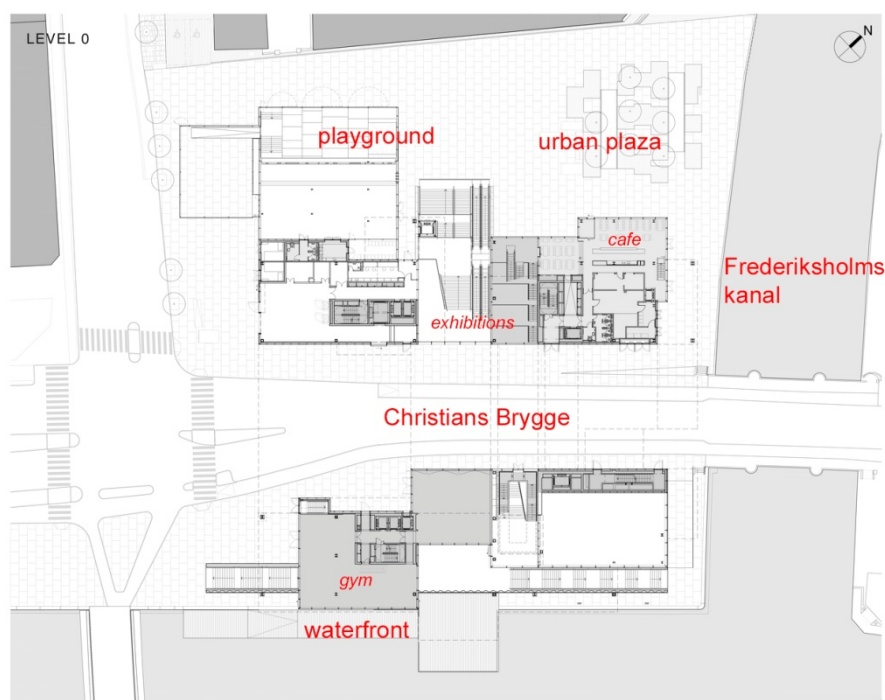 LEVEL 0
N
playground
urban plaza
cafe
Frederiksholms
kanal
exhibitions
Christians Brygge
gym
waterfront